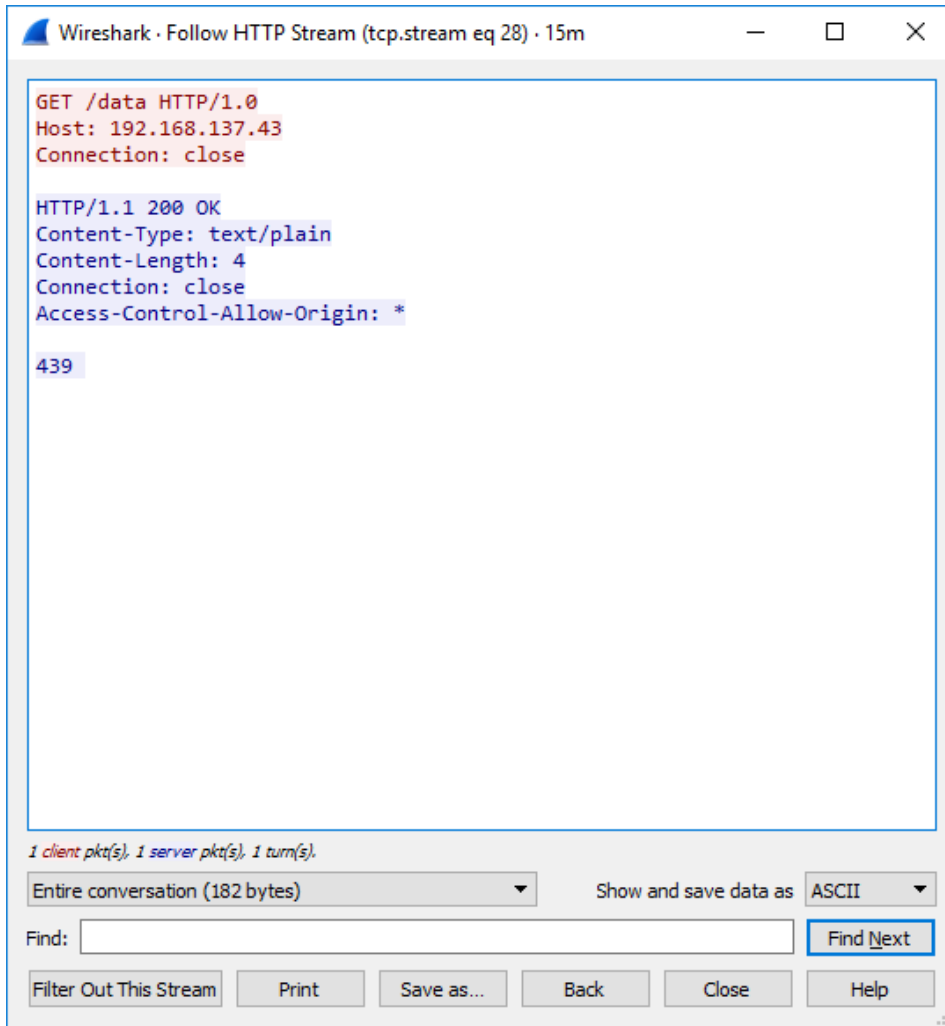 Wireshark · Follow HTTP Stream (tcp.stream eq 28) · 15m
GET /data HTTP/1.0
Host: 192.168.137.43
Connection: close
HTTP/1.1 200 OK
Content-Type: text/plain
Content-Length: 4
Connection: close
Access-Control-Allow-Origin: *
439
1 client pkt(s), 1 server pkt(s), 1 turn(s).
Entire conversation (182 bytes) Show and save data as ASCII
Find: Find Next
Filter Out This Stream Print Save as... Back Close Help